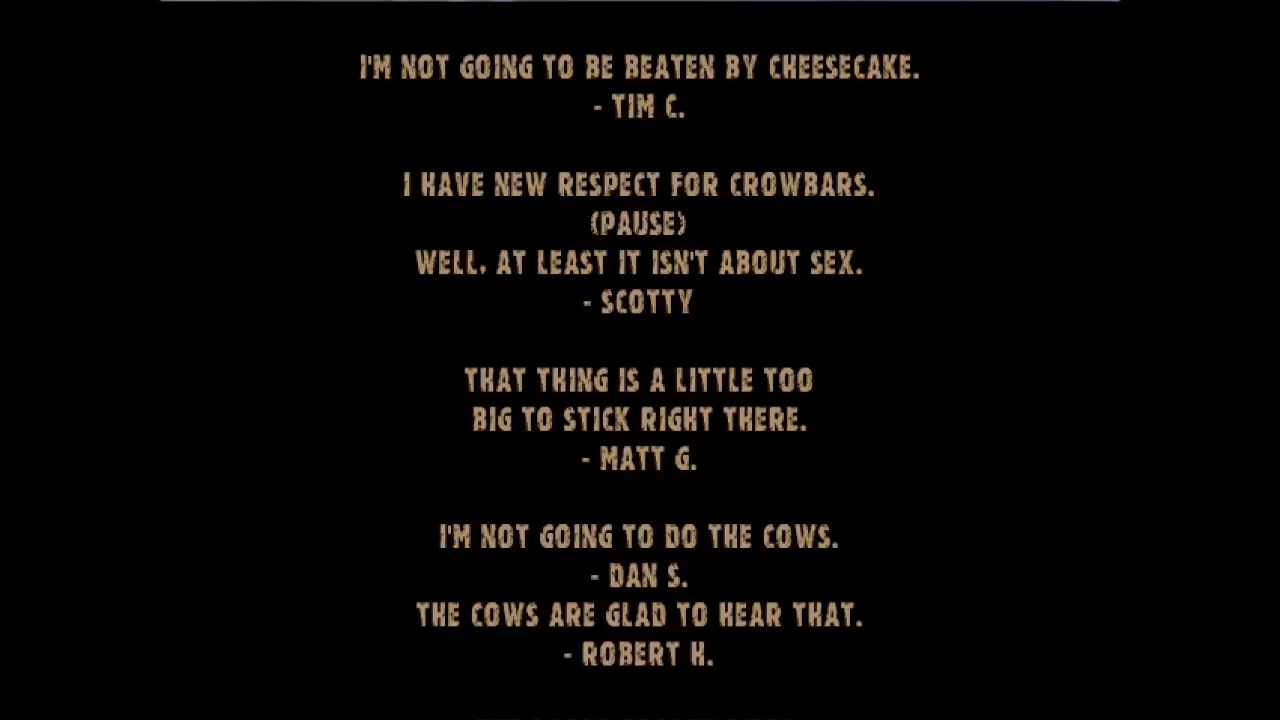 I'M NOT GOING TO BE BEATEN BY CHEESECAKE.
- TIM C.
I HAVE NEW RESPECT FOR CROWBARS.
(PAUSE)
WELL, AT LEAST IT ISN'T ABOUT SEX.
- SCOTTY
THAT THING IS A LITTLE TOO
BIG TO STICK RIGHT THERE.
- MATT G.
I'M NOT GOING TO DO THE COWS.
- DAN S.
THE COWS ARE GLAD TO HEAR THAT.
- ROBERT H.